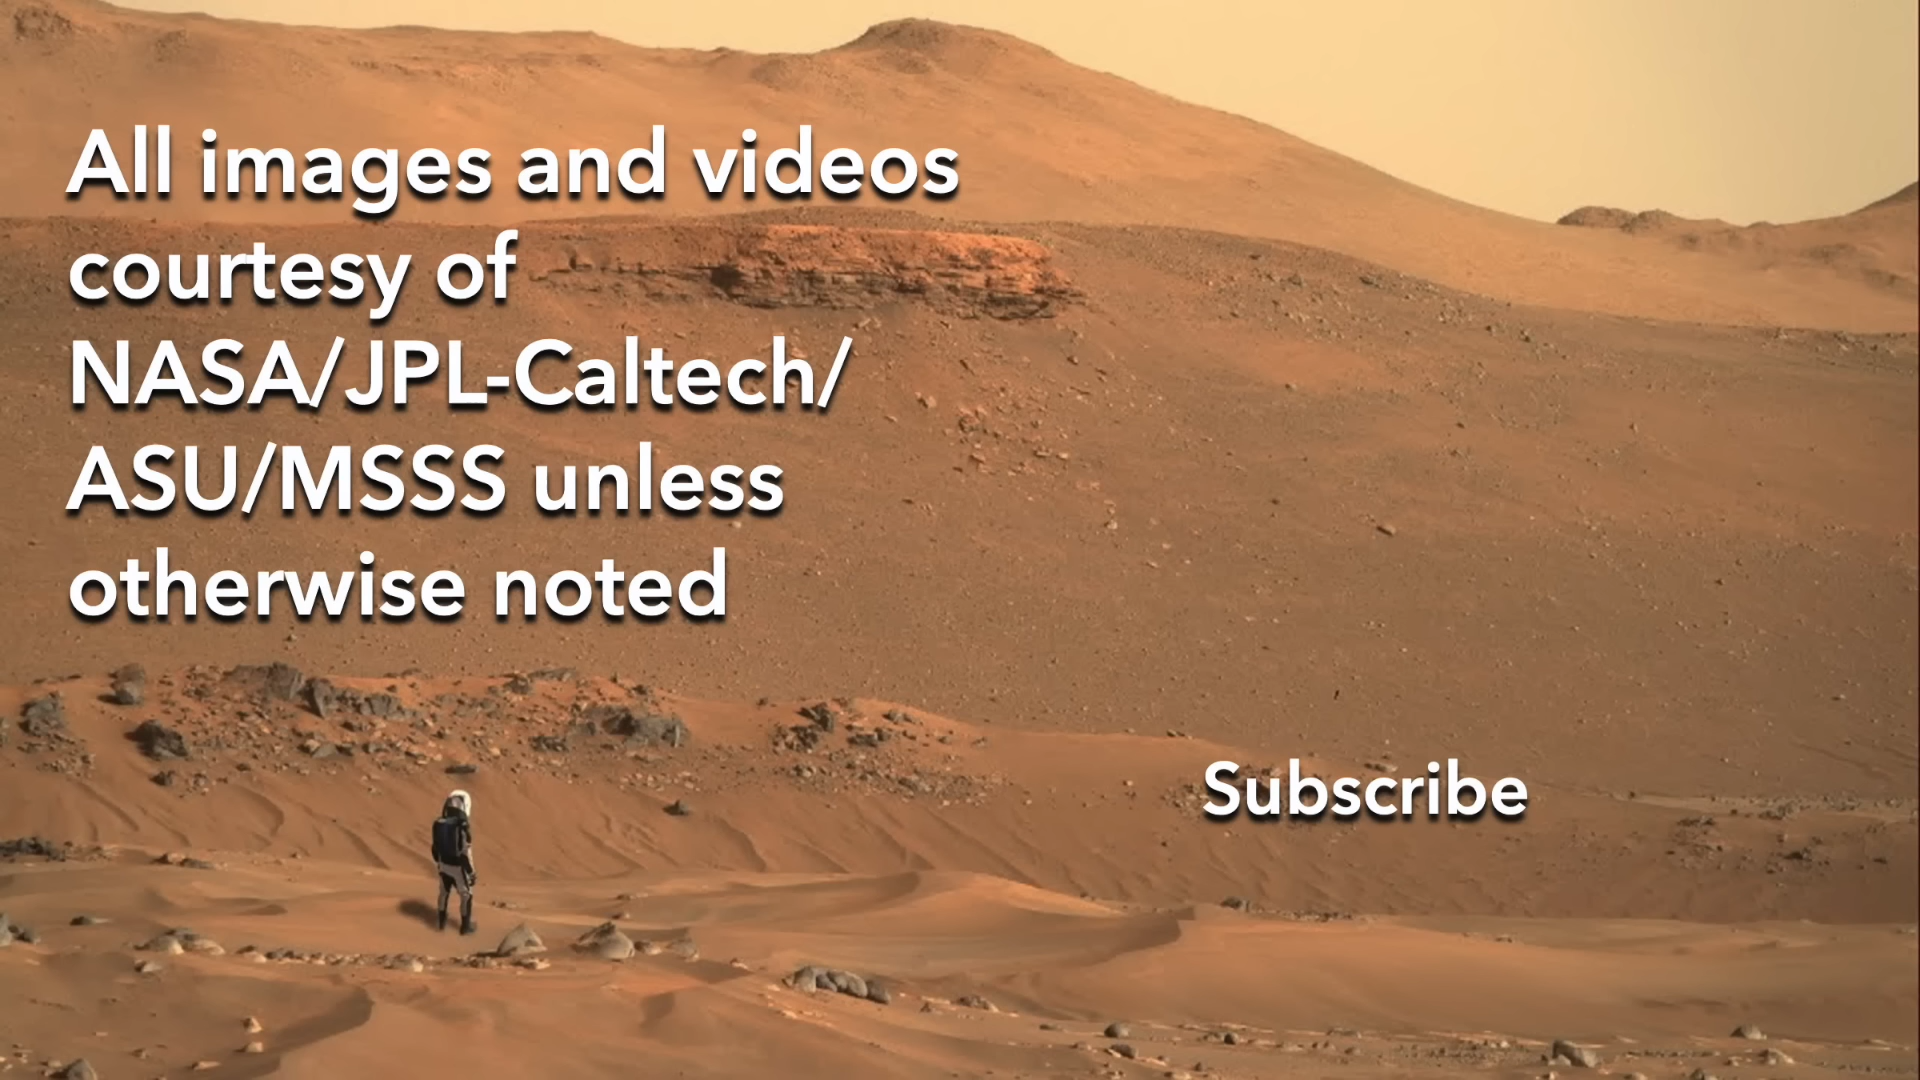 All images and videos
courtesy of
NASA/JPL-Caltech/
ASU/MSSS unless
otherwise noted
Subscribe